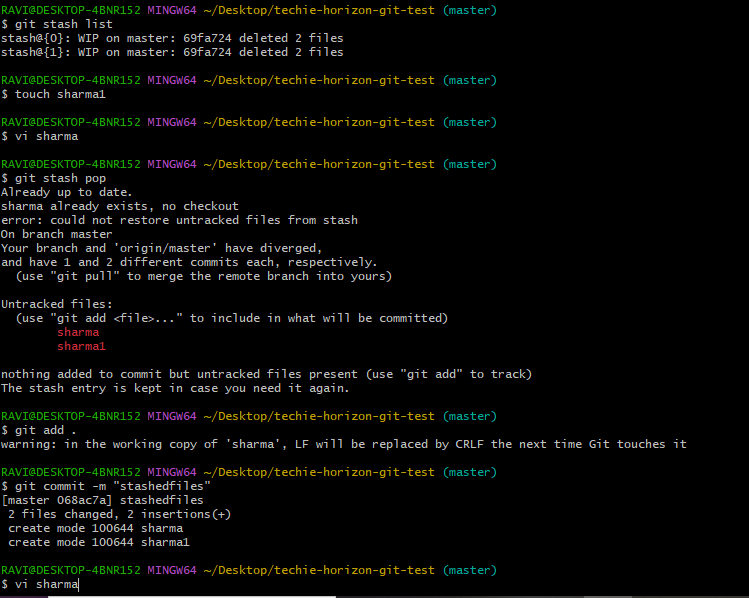 RAVI@DESKTOP-4BNR152 MINGW64 ~/Desktop/techie-horizon-git-test (master)
$ git stash list
stash@{0}: WIP on master: 69fa724 deleted 2 files
stash@{1}: WIP on master: 69fa724 deleted 2 files
RAVI@DESKTOP-4BNR152 MINGW64 ~/Desktop/techie-horizon-git-test (master)
$ touch sharma1
RAVI@DESKTOP-4BNR152 MINGW64 ~/Desktop/techie-horizon-git-test (master)
$ vi sharma
RAVI@DESKTOP-4BNR152 MINGW64 ~/Desktop/techie-horizon-git-test (master)
$ git stash pop
Already up to date.
sharma already exists, no checkout
error: could not restore untracked files from stash
On branch master
Your branch and 'origin/master' have diverged,
and have 1 and 2 different commits each, respectively.
  (use "git pull" to merge the remote branch into yours)
Untracked files:
  (use "git add <file>..." to include in what will be committed)
        sharma
        sharma1
nothing added to commit but untracked files present (use "git add" to track)
The stash entry is kept in case you need it again.
RAVI@DESKTOP-4BNR152 MINGW64 ~/Desktop/techie-horizon-git-test (master)
$ git add .
warning: in the working copy of 'sharma', LF will be replaced by CRLF the next time Git touches it
RAVI@DESKTOP-4BNR152 MINGW64 ~/Desktop/techie-horizon-git-test (master)
$ git commit -m "stashedfiles"
[master 068ac7a] stashedfiles
 2 files changed, 2 insertions(+)
 create mode 100644 sharma
 create mode 100644 sharma1
RAVI@DESKTOP-4BNR152 MINGW64 ~/Desktop/techie-horizon-git-test (master)
$ vi sharma